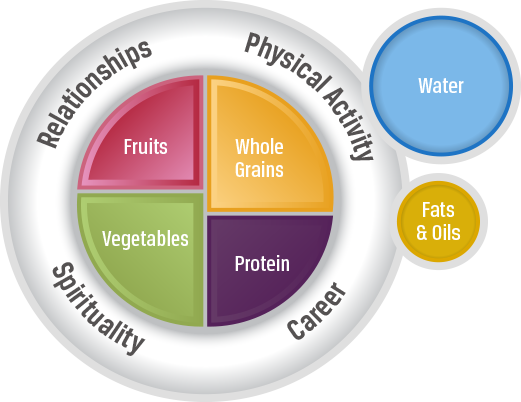 Relationships
Physical Activity
Water
Fruits
Whole
Grains
Fats
& Oils
Vegetables
Protein
Spirituality
Career